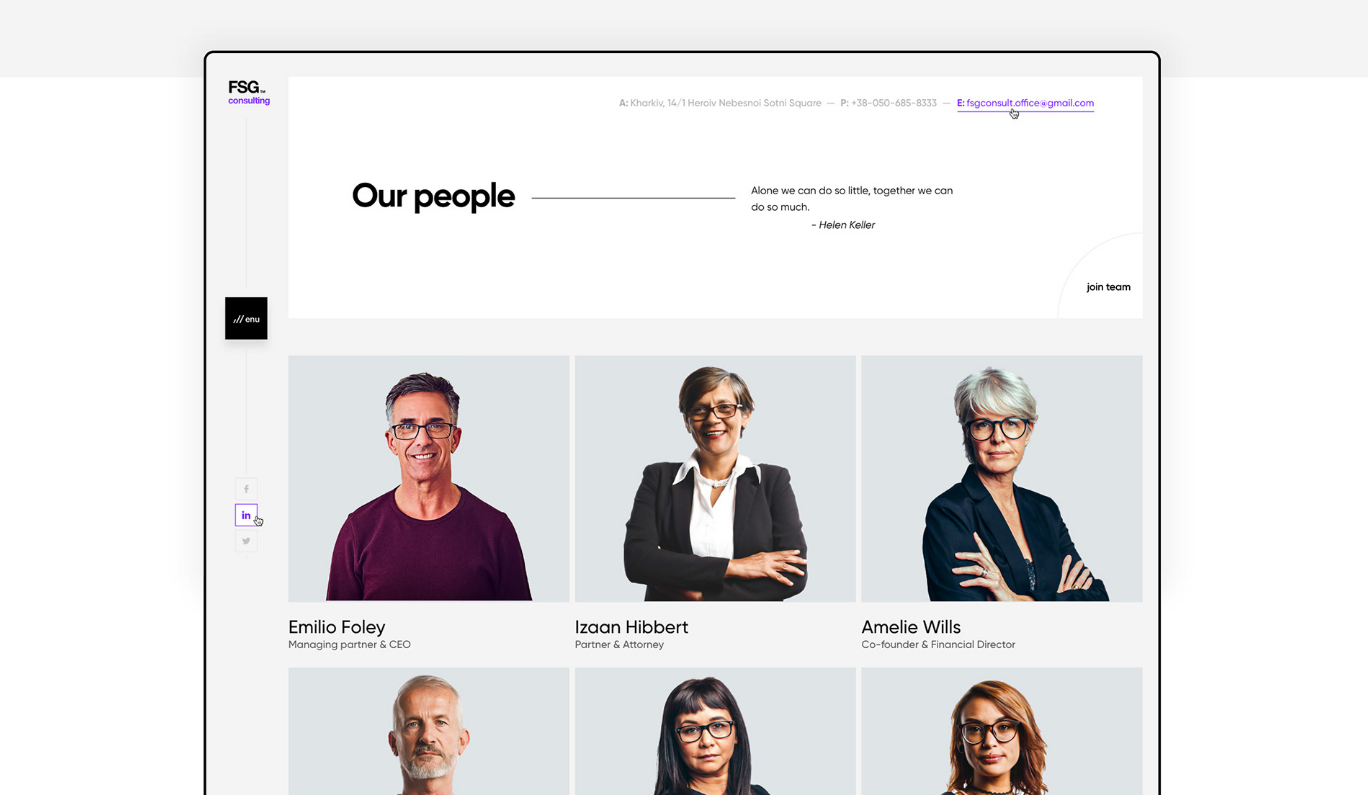 FSG™
consulting
A: Kharkiv, 14/1 Heroiv Nebesnoi Sotni Square — P: +38-050-685-8333 — E: fsgconsult.office@gmail.com
Our people
Alone we can do so little, together we can
do so much.
- Helen Keller
join team
enu
f
in
Emilio Foley
Managing partner & CEO
Izaan Hibbert
Partner & Attorney
Amelie Wills
Co-founder & Financial Director